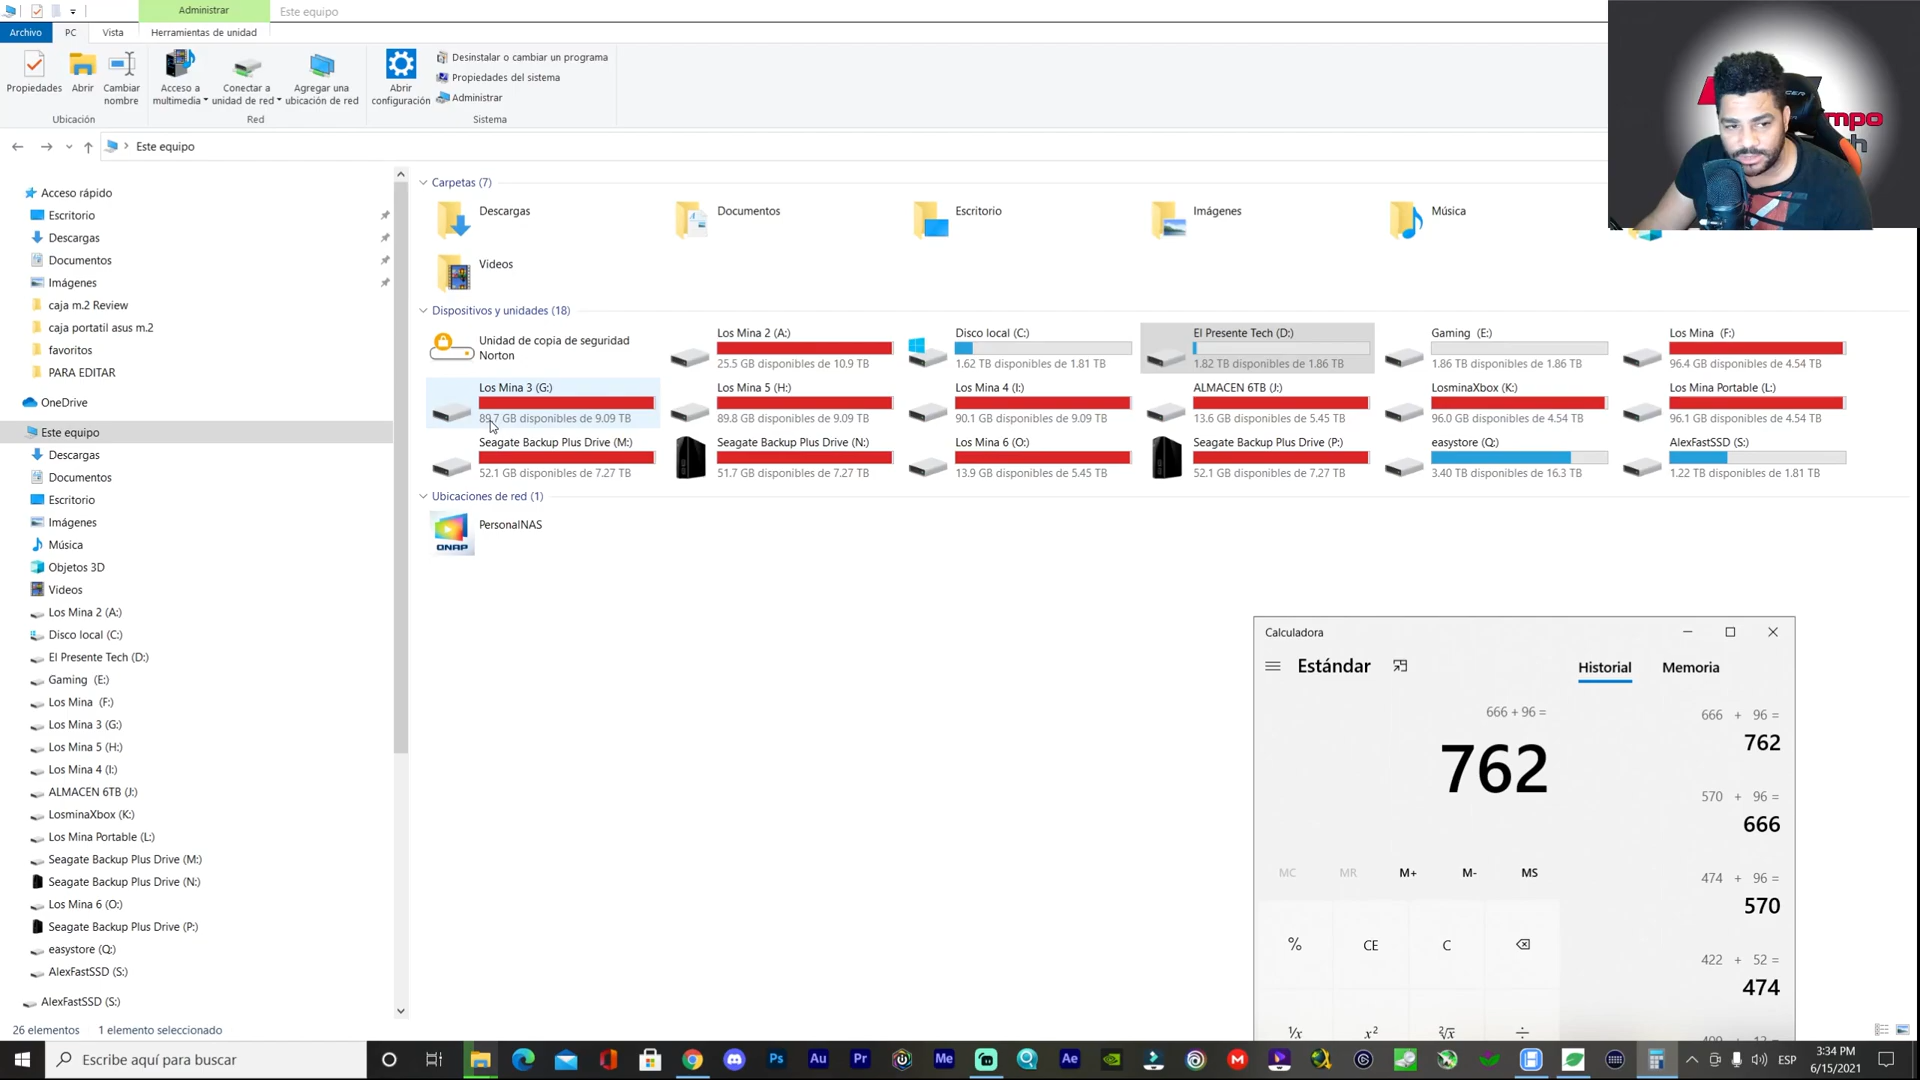 Administrar
Este equipo
Archivo
PC
Vista
Herramientas de unidad
Propiedades
Abrir
Cambiar nombre
Acceso a multimedia
Conectar a unidad de red
Agregar una ubicación de red
Abrir configuración
Desinstalar o cambiar un programa
Propiedades del sistema
Administrar
Ubicación
Red
Sistema
Este equipo
Acceso rápido
Escritorio
Descargas
Documentos
Imágenes
caja m.2 Review
caja portatil asus m.2
favoritos
PARA EDITAR
OneDrive
Este equipo
Descargas
Documentos
Escritorio
Imágenes
Música
Objetos 3D
Videos
Los Mina 2 (A:)
Disco local (C:)
El Presente Tech (D:)
Gaming (E:)
Los Mina (F:)
Los Mina 3 (G:)
Los Mina 5 (H:)
Los Mina 4 (I:)
ALMACEN 6TB (J:)
LosminaXbox (K:)
Los Mina Portable (L:)
Seagate Backup Plus Drive (M:)
Seagate Backup Plus Drive (N:)
Los Mina 6 (O:)
Seagate Backup Plus Drive (P:)
easystore (Q:)
AlexFastSSD (S:)
AlexFastSSD (S:)
26 elementos
1 elemento seleccionado
Carpetas (7)
Descargas
Documentos
Escritorio
Imágenes
Música
Videos
Dispositivos y unidades (18)
Unidad de copia de seguridad
Norton
Los Mina 2 (A:)
25.5 GB disponibles de 10.9 TB
Disco local (C:)
1.62 TB disponibles de 1.81 TB
El Presente Tech (D:)
1.82 TB disponibles de 1.86 TB
Gaming (E:)
1.86 TB disponibles de 1.86 TB
Los Mina (F:)
96.4 GB disponibles de 4.54 TB
Los Mina 3 (G:)
89.7 GB disponibles de 9.09 TB
Los Mina 5 (H:)
89.8 GB disponibles de 9.09 TB
Los Mina 4 (I:)
90.1 GB disponibles de 9.09 TB
ALMACEN 6TB (J:)
13.6 GB disponibles de 5.45 TB
LosminaXbox (K:)
96.0 GB disponibles de 4.54 TB
Los Mina Portable (L:)
96.1 GB disponibles de 4.54 TB
Seagate Backup Plus Drive (M:)
52.1 GB disponibles de 7.27 TB
Seagate Backup Plus Drive (N:)
51.7 GB disponibles de 7.27 TB
Los Mina 6 (O:)
13.9 GB disponibles de 5.45 TB
Seagate Backup Plus Drive (P:)
52.1 GB disponibles de 7.27 TB
easystore (Q:)
3.40 TB disponibles de 16.3 TB
AlexFastSSD (S:)
1.22 TB disponibles de 1.81 TB
Ubicaciones de red (1)
QNAP
PersonalNAS
Calculadora
Estándar
Historial
Memoria
666 + 96 =
762
MC
MR
M+
M-
MS
%
CE
C
¹/x
x²
²√x
÷
666 + 96 =
762
570 + 96 =
666
474 + 96 =
570
422 + 52 =
474
Escribe aquí para buscar
Ps
Au
Pr
Me
Ae
ESP
3:34 PM
6/15/2021